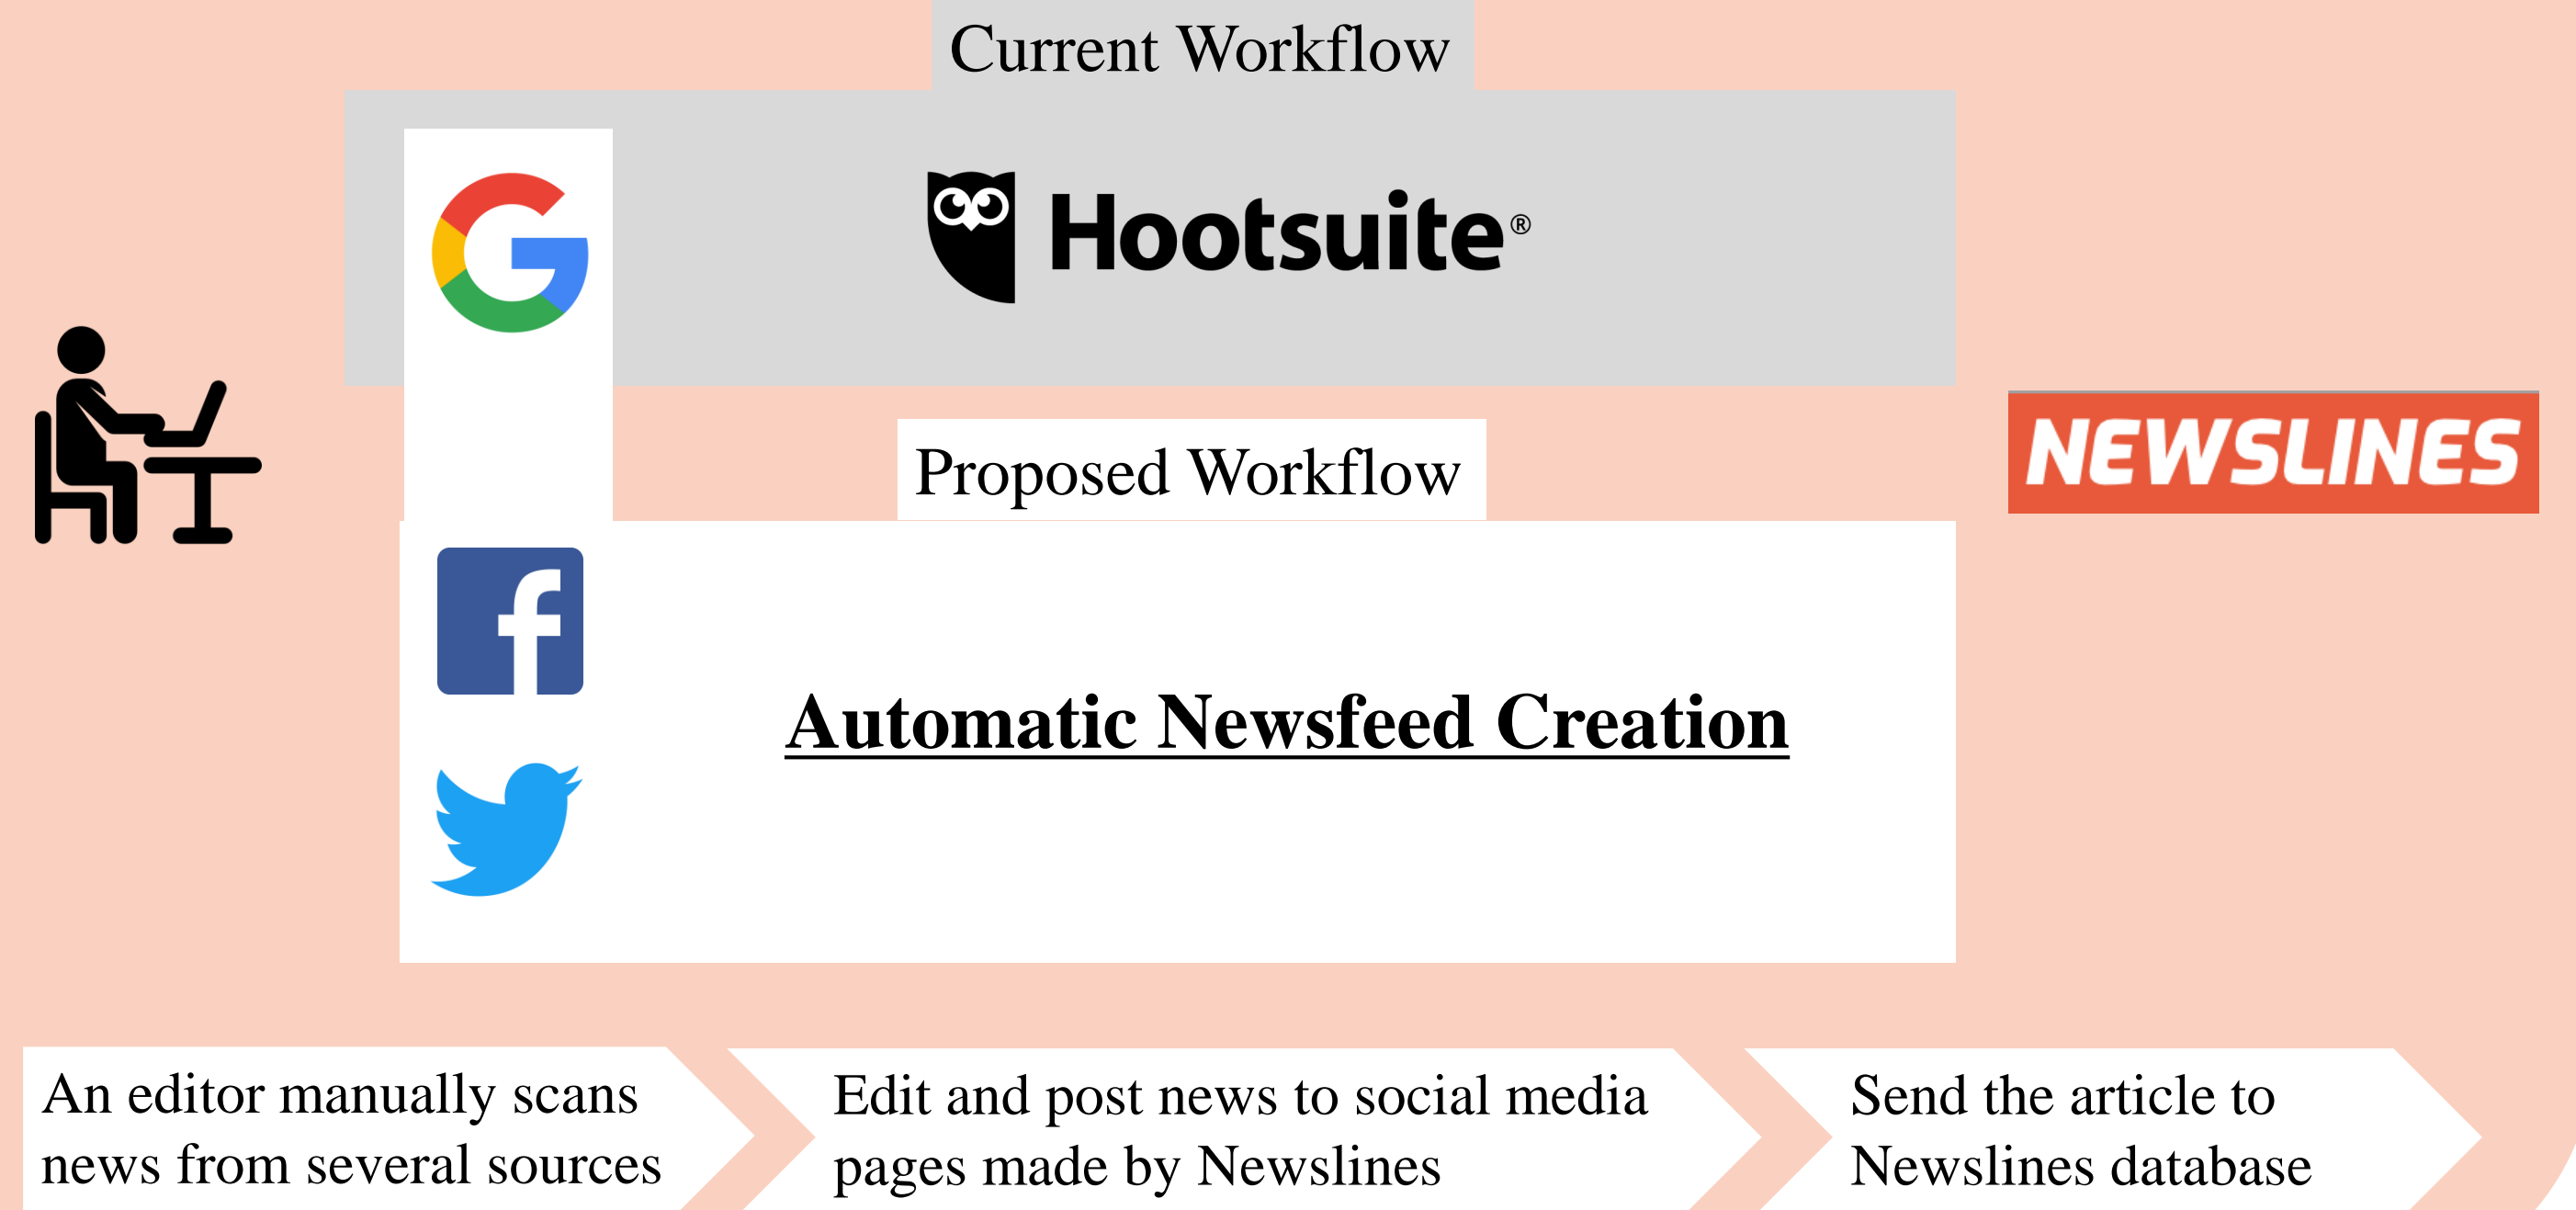 Current Workflow
Hootsuite®
Proposed Workflow
NEWSLINES
Automatic Newsfeed Creation
An editor manually scans
news from several sources
Edit and post news to social media
pages made by Newslines
Send the article to
Newslines database